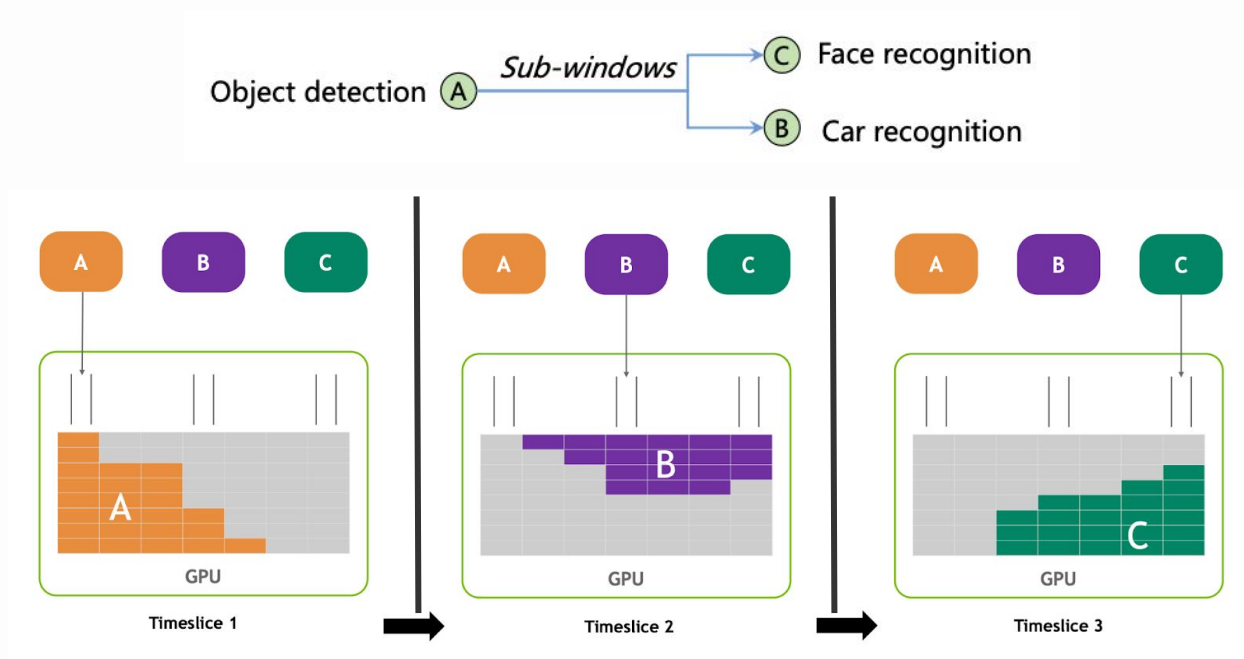 Sub-windows
C Face recognition
Object detection A
B Car recognition
A B C
A B C
A B C
A
B
C
GPU
GPU
GPU
Timeslice 1
Timeslice 2
Timeslice 3